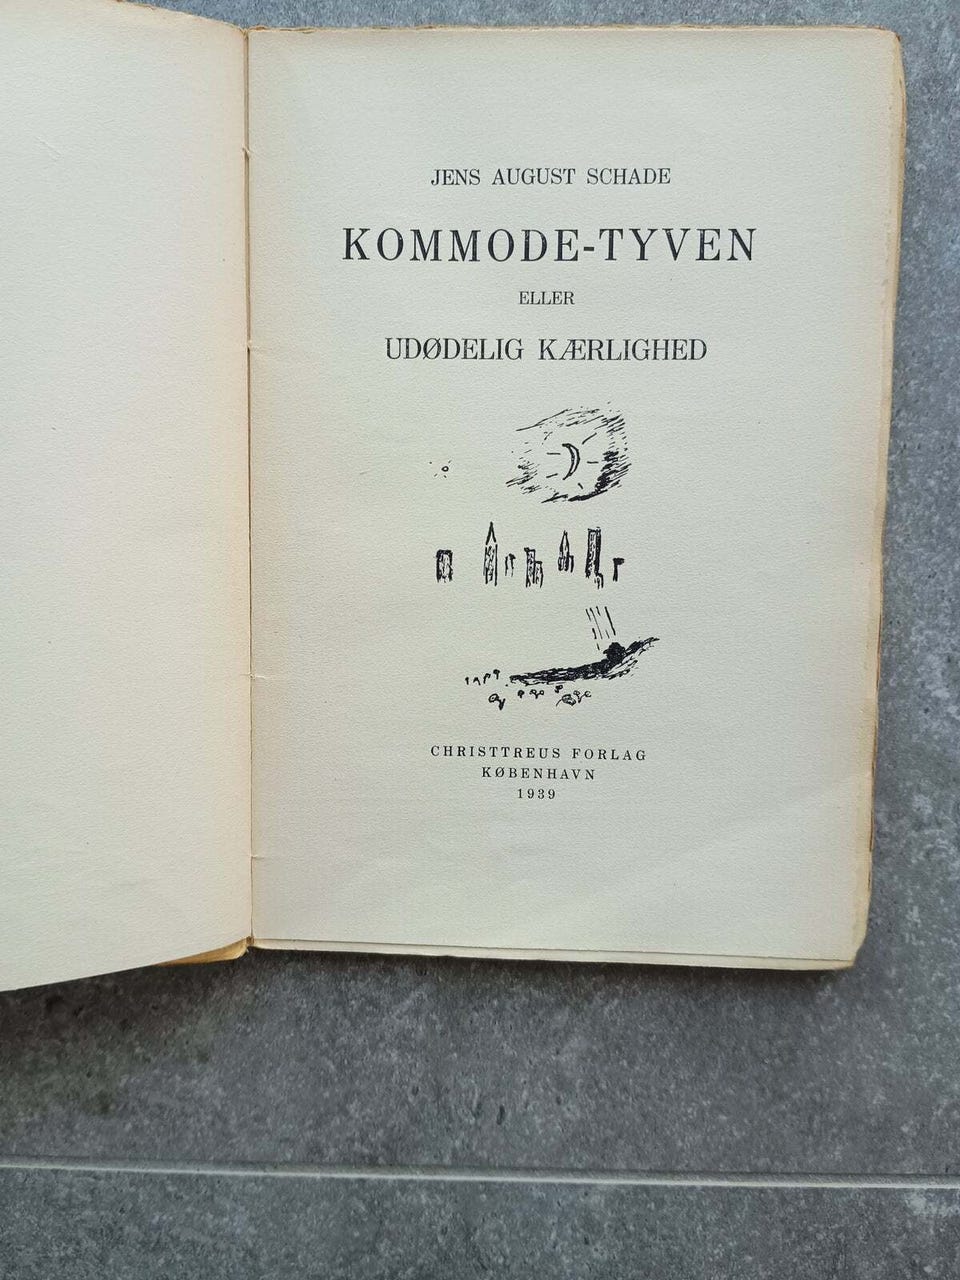 JENS AUGUST SCHADE
KOMMODE-TYVEN
ELLER
UDØDELIG KÆRLIGHED
CHRISTTREUS FORLAG
KØBENHAVN
1939